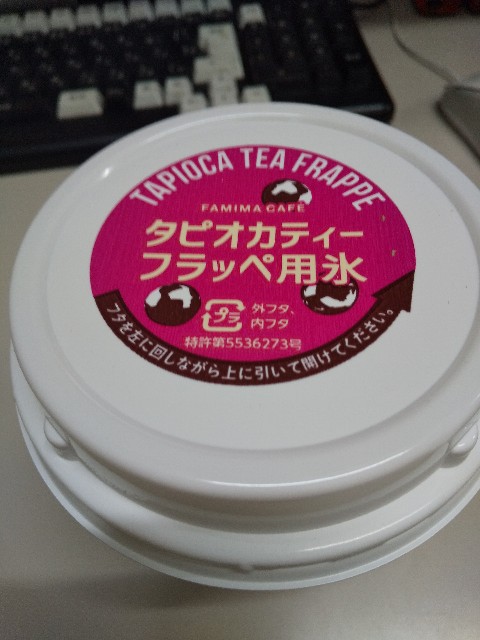 TAPIOCA TEA FRAPPE
FAMIMA CAFÉ
タピオカティー
フラッペ用氷
プラ
外フタ、
内フタ
特許第5536273号
フタを左に回しながら上に引いて開けてください。